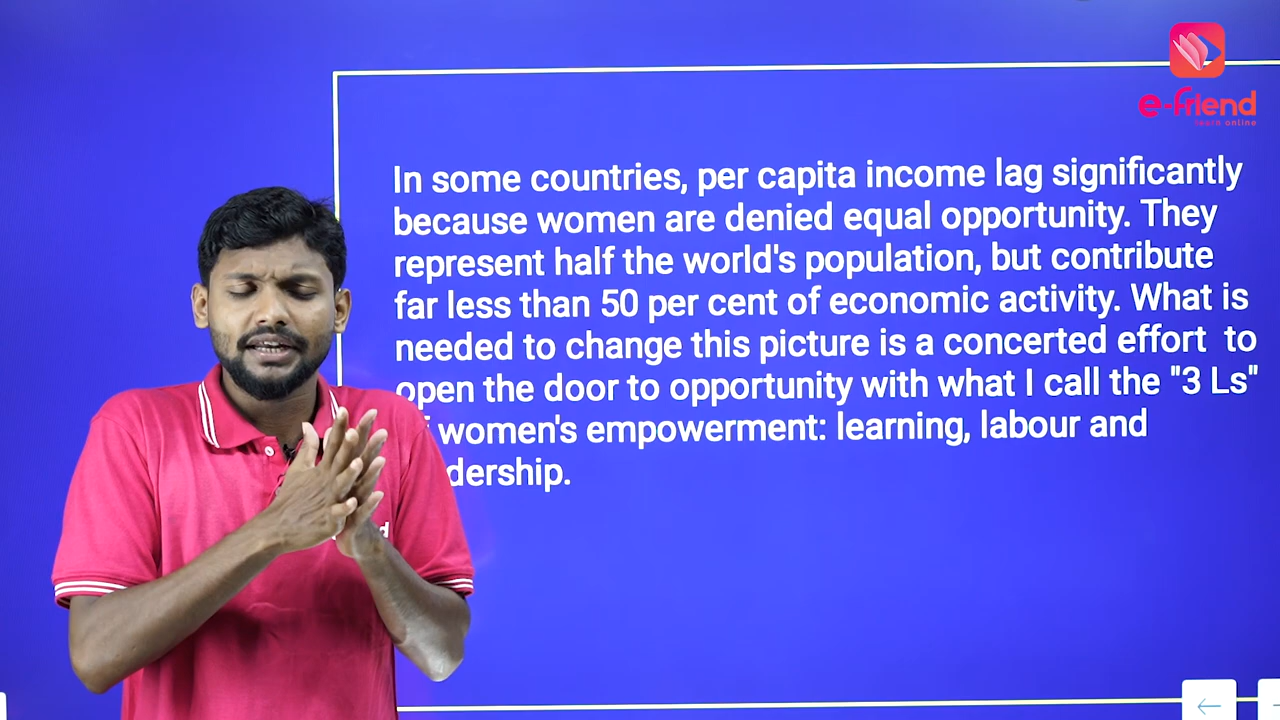 e-friend
learn online
In some countries, per capita income lag significantly
because women are denied equal opportunity. They
represent half the world's population, but contribute
far less than 50 per cent of economic activity. What is
needed to change this picture is a concerted effort to
open the door to opportunity with what I call the "3 Ls"
women's empowerment: learning, labour and
dership.